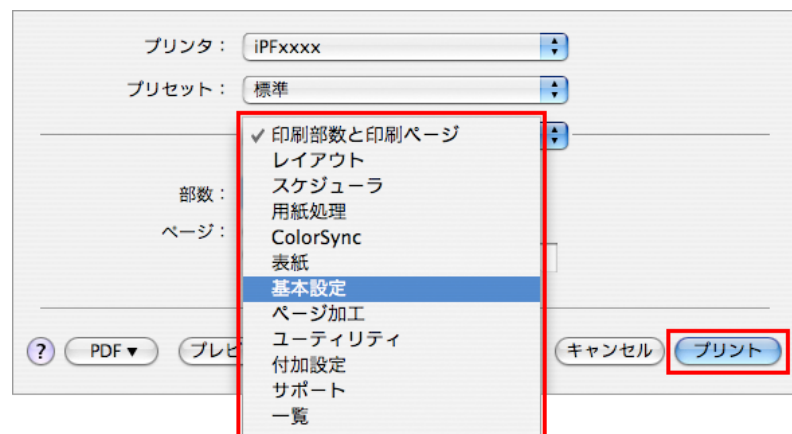 プリンタ： iPFxxxx
プリセット： 標準
✓ 印刷部数と印刷ページ
レイアウト
スケジューラ
部数：
用紙処理
ページ：
ColorSync
表紙
基本設定
ページ加工
ユーティリティ
付加設定
サポート
一覧
? PDF▼ プレビ キャンセル プリント